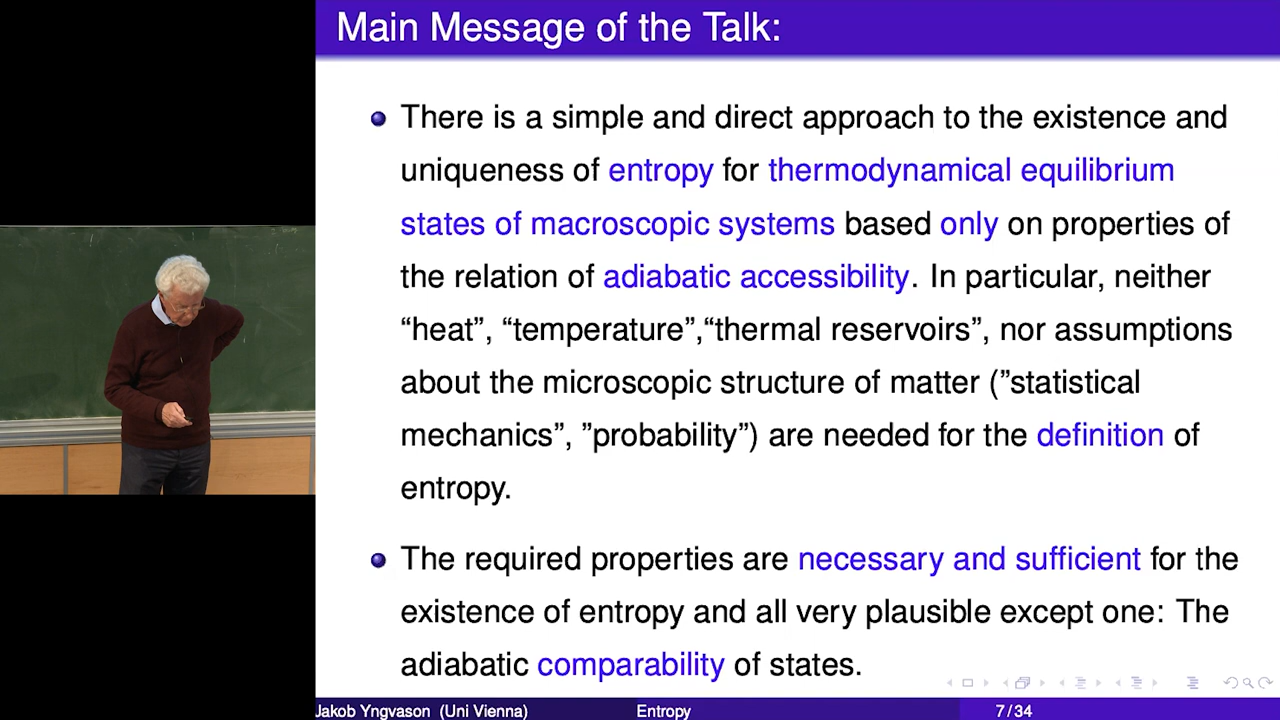 Main Message of the Talk:
There is a simple and direct approach to the existence and
uniqueness of entropy for thermodynamical equilibrium
states of macroscopic systems based only on properties of
the relation of adiabatic accessibility. In particular, neither
“heat”, “temperature”,“thermal reservoirs”, nor assumptions
about the microscopic structure of matter (”statistical
mechanics”, ”probability”) are needed for the definition of
entropy.
The required properties are necessary and sufficient for the
existence of entropy and all very plausible except one: The
adiabatic comparability of states.
Jakob Yngvason (Uni Vienna) Entropy 7/34